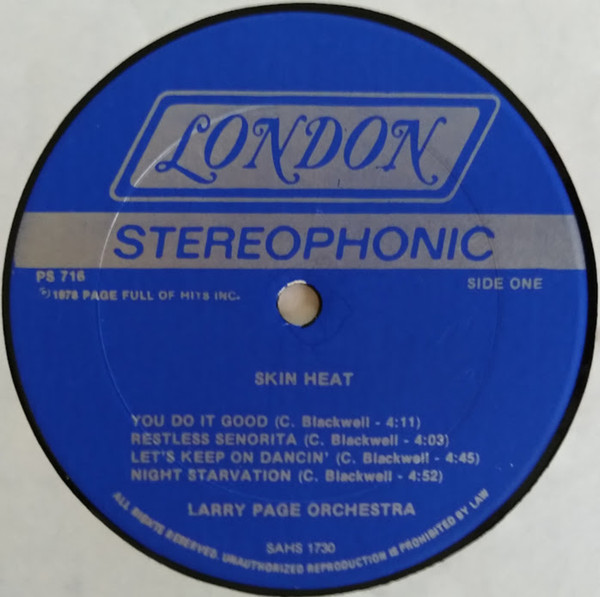 LONDON
STEREOPHONIC
PS 716
SIDE ONE
℗1978 PAGE FULL OF HITS INC.
SKIN HEAT
YOU DO IT GOOD (C. Blackwell - 4:11)
RESTLESS SENORITA (C. Blackwell - 4:03)
LET'S KEEP ON DANCIN' (C. Blackwell - 4:45)
NIGHT STARVATION (C. Blackwell - 4:52)
LARRY PAGE ORCHESTRA
SAHS 1730
ALL RIGHTS RESERVED. UNAUTHORIZED REPRODUCTION IS PROHIBITED BY LAW